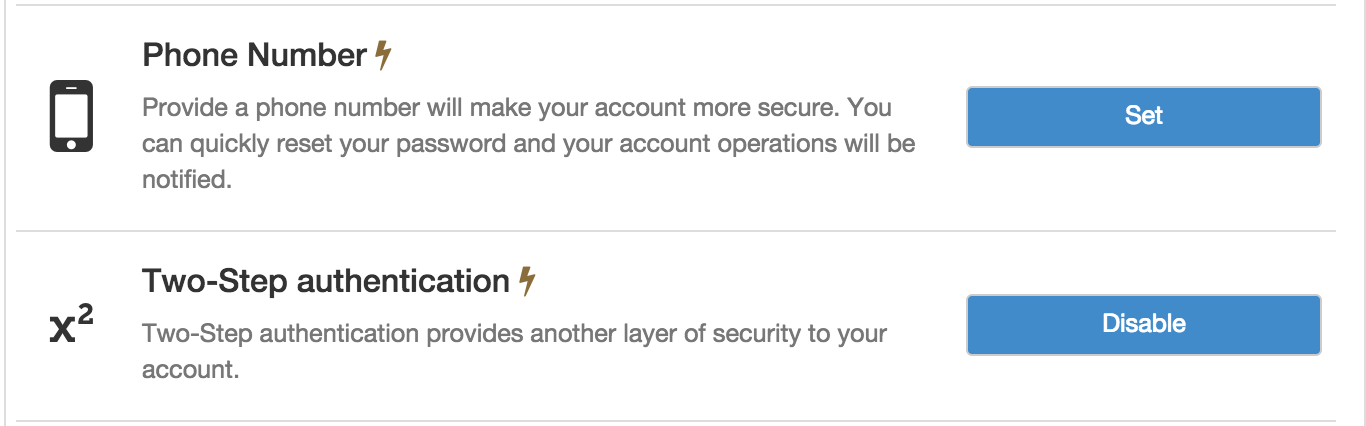 Phone Number
Provide a phone number will make your account more secure. You
can quickly reset your password and your account operations will be
notified.
Set
Two-Step authentication
x²
Two-Step authentication provides another layer of security to your
account.
Disable